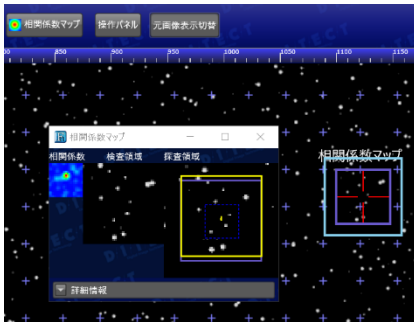 相関係数マップ 操作パネル 元画像表示切替
850 900 950 1000 1050 1100 1150
相関係数マップ
相関係数 検査領域 探査領域
相関係数マップ
詳細情報